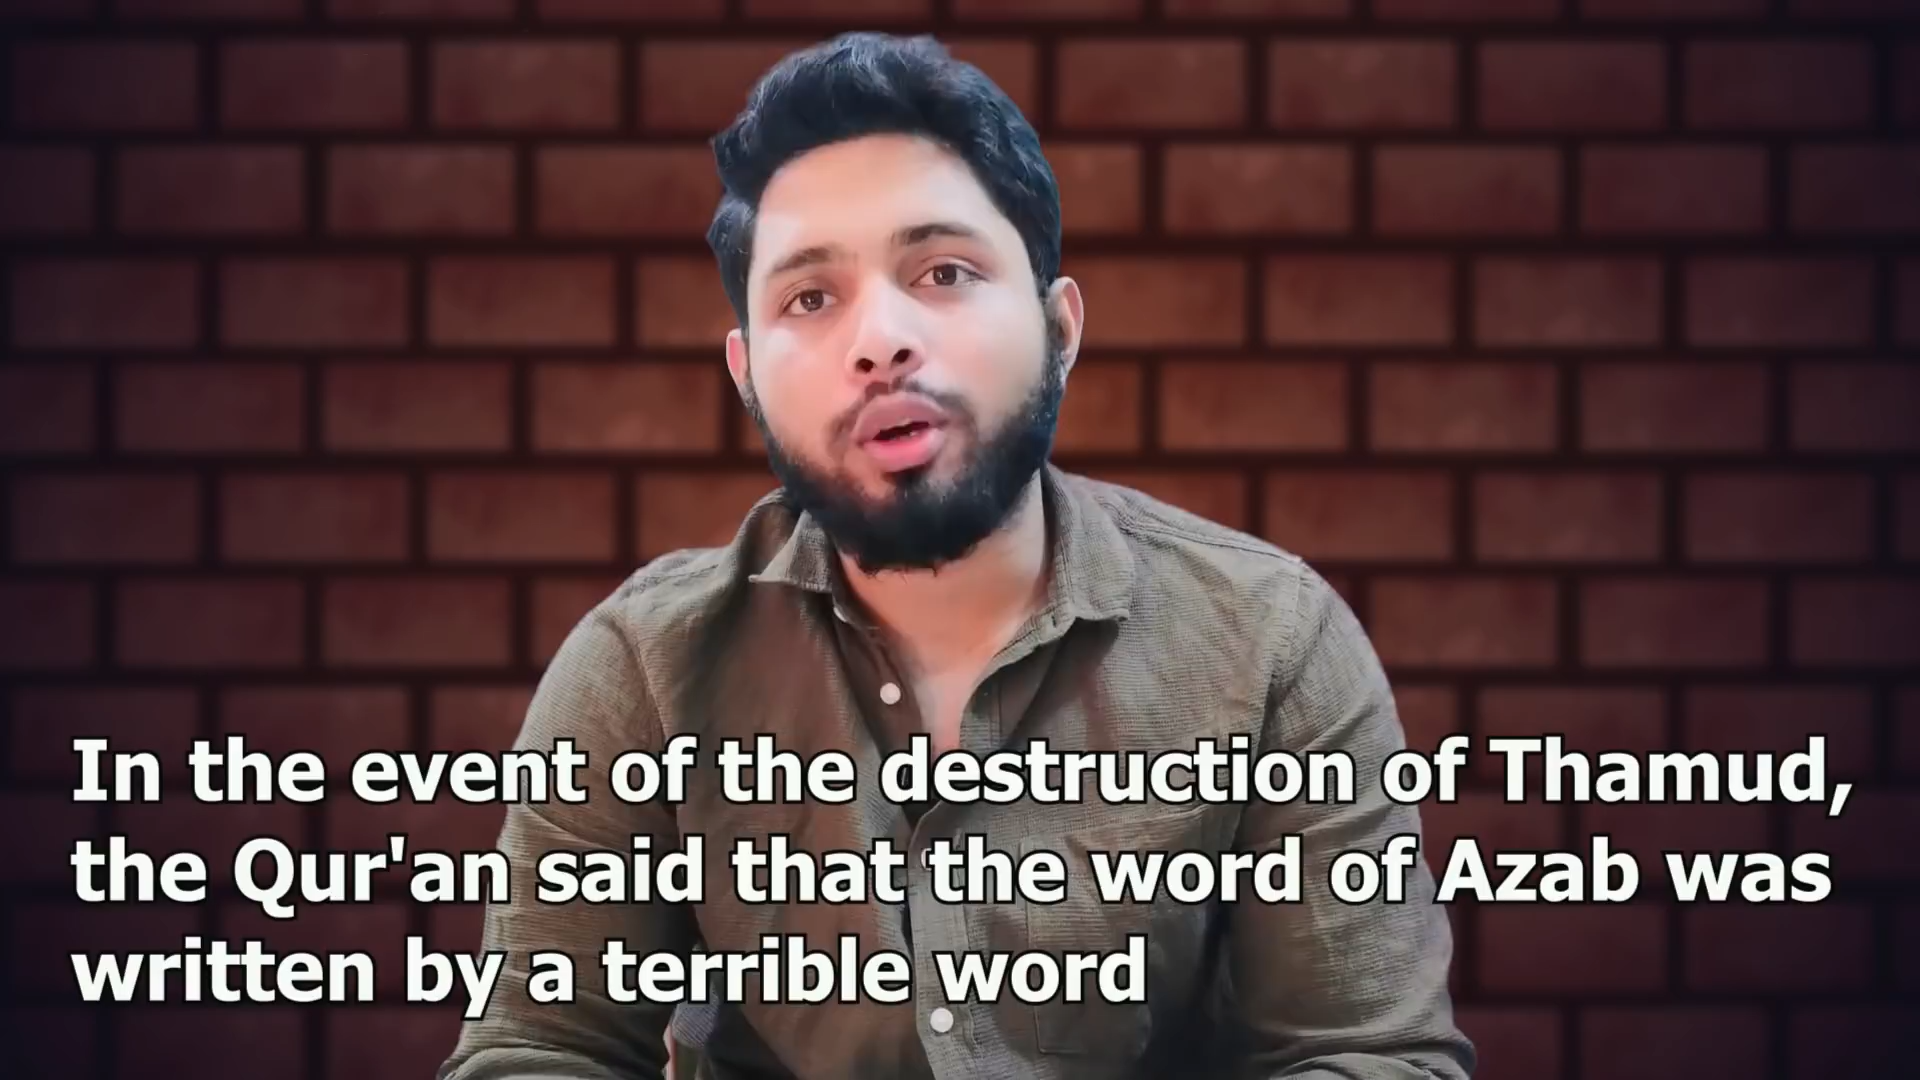 In the event of the destruction of Thamud,
the Qur'an said that the word of Azab was
written by a terrible word